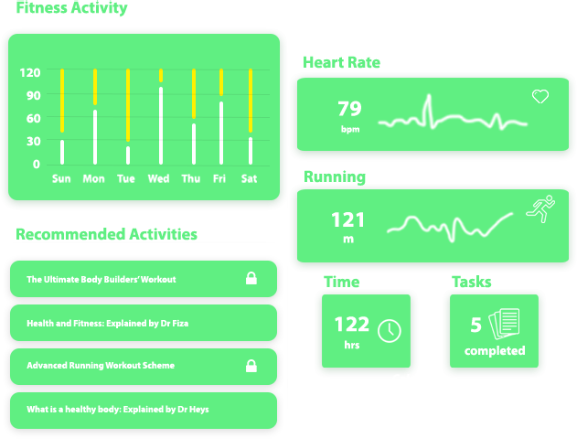 Fitness Activity
120
90
60
30
0
Sun Mon Tue Wed Thu Fri Sat
Heart Rate
79
bpm
Running
121
m
Recommended Activities
The Ultimate Body Builders' Workout
Health and Fitness: Explained by Dr Fiza
Advanced Running Workout Scheme
What is a healthy body: Explained by Dr Heys
Time
122
hrs
Tasks
5
completed